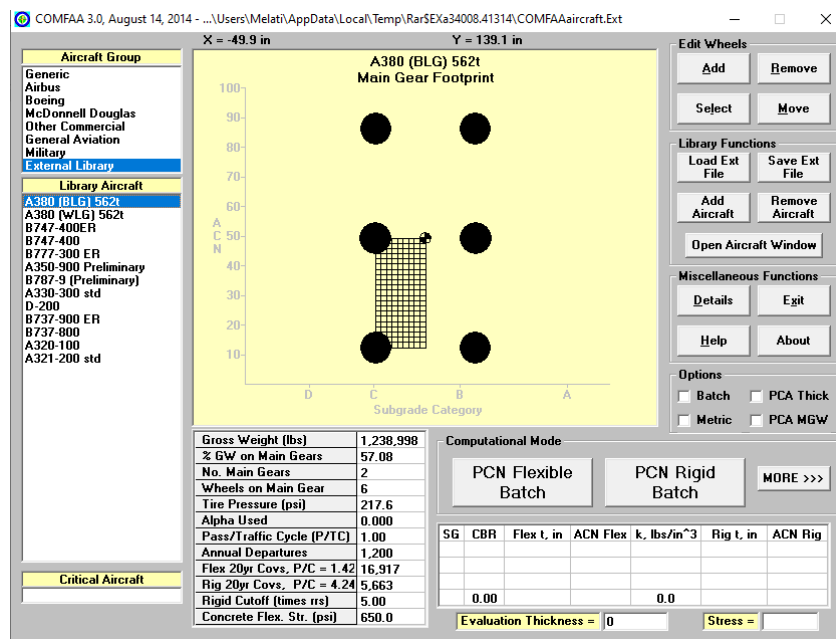 COMFAA 3.0, August 14, 2014 - ...\Users\Melati\AppData\Local\Temp\Rar$EXa34008.41314\COMFAAaircraft.Ext
X = -49.9 in Y = 139.1 in
Aircraft Group
Generic
Airbus
Boeing
McDonnell Douglas
Other Commercial
General Aviation
Military
External Library
Library Aircraft
A380 (BLG) 562t
A380 (WLG) 562t
B747-400ER
B747-400
B777-300 ER
A350-900 Preliminary
B787-9 (Preliminary)
A330-300 std
D-200
B737-900 ER
B737-800
A320-100
A321-200 std
Critical Aircraft
A380 (BLG) 562t
Main Gear Footprint
100-
90-
80-
70-
60-
50-
40-
30-
20-
10-
A
C
N
D C B A
Subgrade Category
Edit Wheels
Add Remove
Select Move
Library Functions
Load Ext File Save Ext File
Add Aircraft Remove Aircraft
Open Aircraft Window
Miscellaneous Functions
Details Exit
Help About
Options
Batch PCA Thick
Metric PCA MGW
Gross Weight (lbs) 1,238,998
% GW on Main Gears 57.08
No. Main Gears 2
Wheels on Main Gear 6
Tire Pressure (psi) 217.6
Alpha Used 0.000
Pass/Traffic Cycle (P/TC) 1.00
Annual Departures 1,200
Flex 20yr Covs, P/C = 1.42 16,917
Rig 20yr Covs, P/C = 4.24 5,663
Rigid Cutoff (times rrs) 5.00
Concrete Flex. Str. (psi) 650.0
Computational Mode
PCN Flexible Batch PCN Rigid Batch MORE >>>
SG CBR Flex t, in ACN Flex k, lbs/in^3 Rig t, in ACN Rig
0.00 0.0
Evaluation Thickness = 0 Stress =